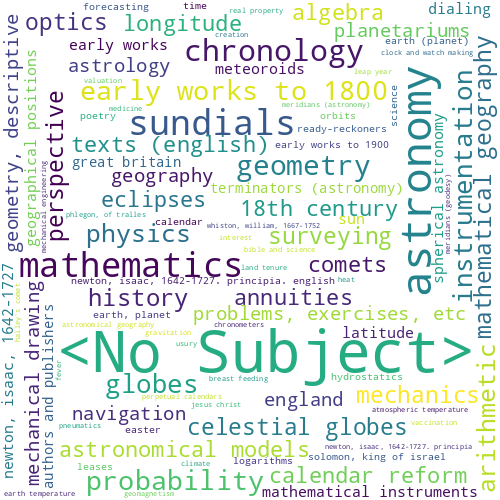 forecasting
time
real property
dialing
optics
longitude
algebra
creation
planetariums
early works
chronology
earth (planet)
clock and watch making
astrology
meteoroids
valuation
early works to 1800
leap year
medicine
meridians (astronomy)
orbits
science
poetry
sundials
ready-reckoners
texts (english)
early works to 1900
great britain
geometry
geography
terminators (astronomy)
eclipses
18th century
phlegon, of tralles
calendar
sun
physics
whiston, william, 1667-1752
surveying
interest
bible and science
mathematics
land tenure
comets
newton, isaac, 1642-1727. principia. english
heat
history
annuities
earth, planet
problems, exercises, etc
astronomical geography
chronometers
gravitation
latitude
usury
<No Subject>
globes
breast feeding
hydrostatics
mechanics
perpetual calendars
england
jesus christ
atmospheric temperature
navigation
celestial globes
pneumatics
easter
vaccination
astronomical models
newton, isaac, 1642-1727. principia
logarithms
solomon, king of israel
leases
climate
probability
calendar reform
earth temperature
geomagnetism
mathematical instruments
geometry, descriptive
geographical positions
perspective
mechanical engineering
newton, isaac, 1642-1727
halley's comet
mechanical drawing
authors and publishers
fever
astronomy
spherical astronomy
meridians (geodesy)
instrumentation
mathematical geography
arithmetic